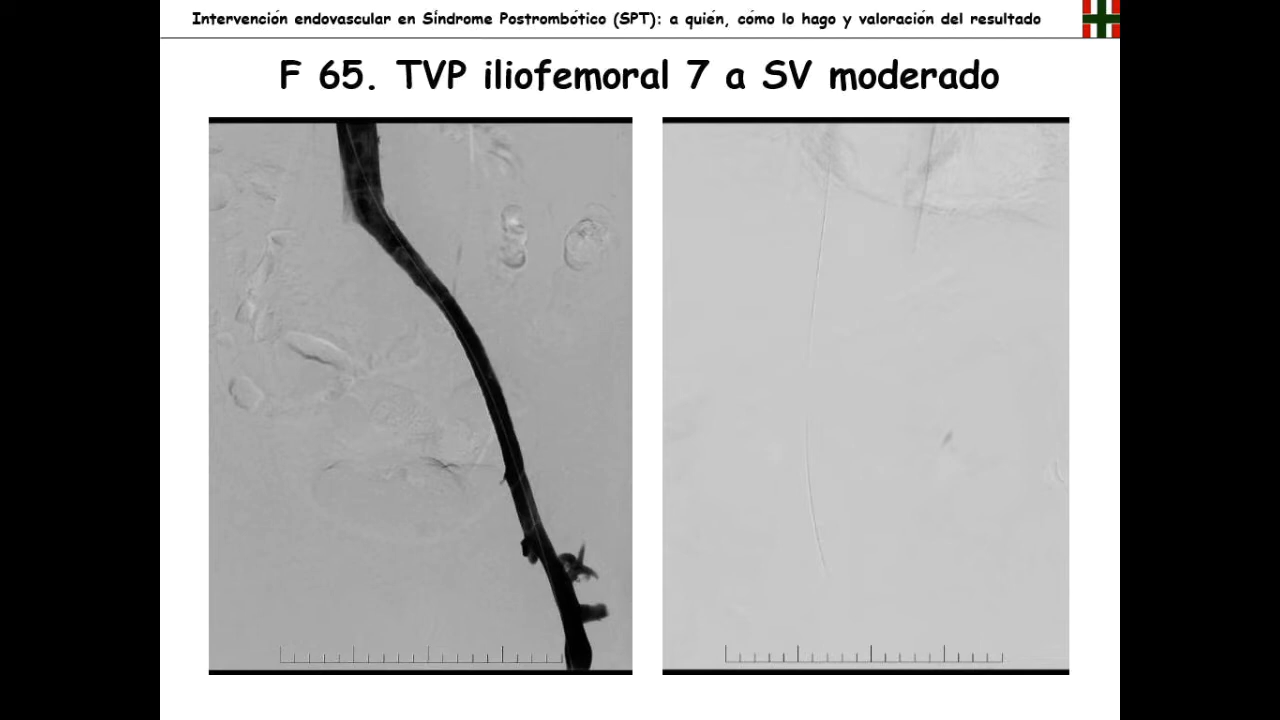 Intervención endovascular en Síndrome Postrombótico (SPT): a quién, cómo lo hago y valoración del resultado
F 65. TVP iliofemoral 7 a SV moderado